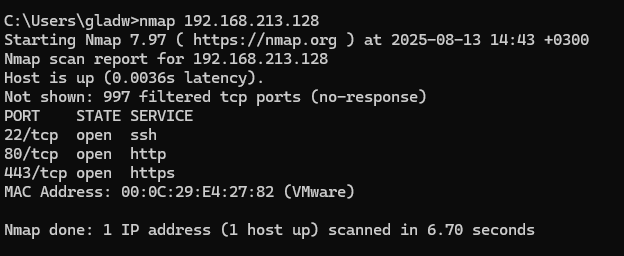 C:\Users\gladw>nmap 192.168.213.128
Starting Nmap 7.97 ( https://nmap.org ) at 2025-08-13 14:43 +0300
Nmap scan report for 192.168.213.128
Host is up (0.0036s latency).
Not shown: 997 filtered tcp ports (no-response)
PORT    STATE SERVICE
22/tcp  open  ssh
80/tcp  open  http
443/tcp open  https
MAC Address: 00:0C:29:E4:27:82 (VMware)
Nmap done: 1 IP address (1 host up) scanned in 6.70 seconds